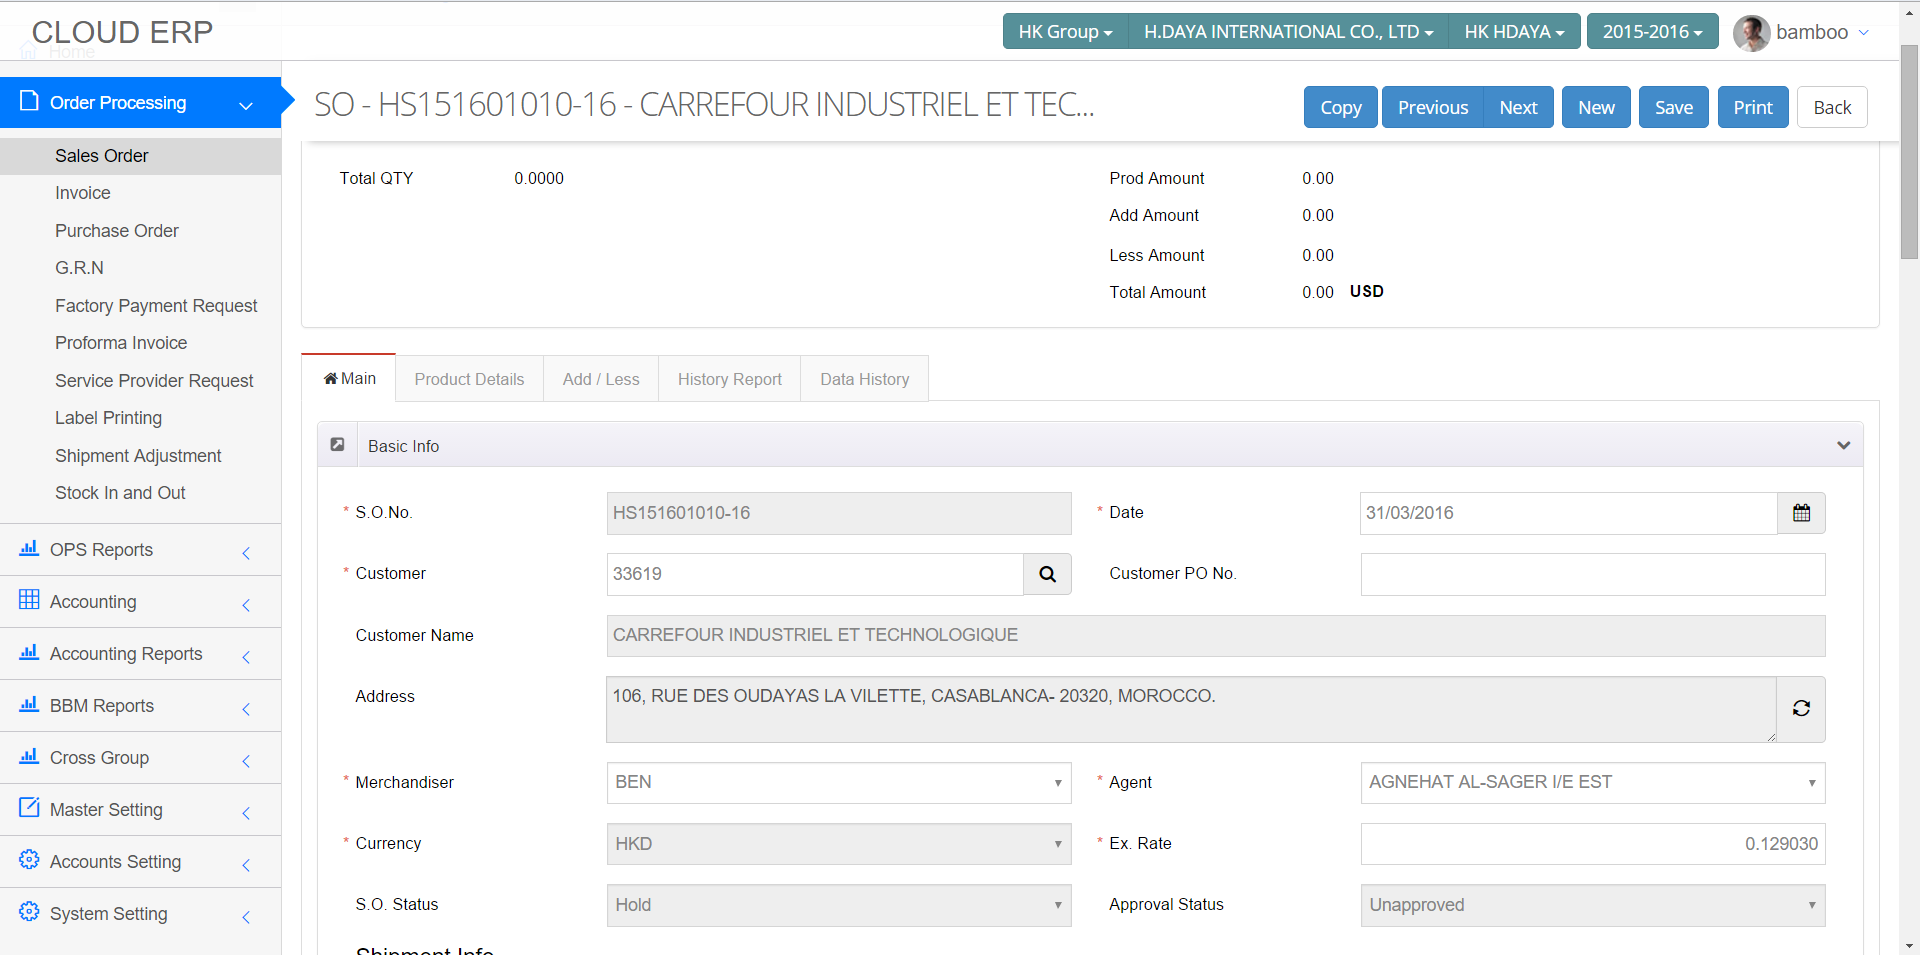 CLOUD ERP
Home
HK Group
H.DAYA INTERNATIONAL CO., LTD
HK HDAYA
2015-2016
bamboo
Order Processing
Sales Order
Invoice
Purchase Order
G.R.N
Factory Payment Request
Proforma Invoice
Service Provider Request
Label Printing
Shipment Adjustment
Stock In and Out
OPS Reports
Accounting
Accounting Reports
BBM Reports
Cross Group
Master Setting
Accounts Setting
System Setting
SO - HS151601010-16 - CARREFOUR INDUSTRIEL ET TEC...
Copy
Previous
Next
New
Save
Print
Back
Total QTY 0.0000
Prod Amount 0.00
Add Amount 0.00
Less Amount 0.00
Total Amount 0.00 USD
Main
Product Details
Add / Less
History Report
Data History
Basic Info
* S.O.No. HS151601010-16
* Date 31/03/2016
* Customer 33619
Customer PO No.
Customer Name CARREFOUR INDUSTRIEL ET TECHNOLOGIQUE
Address 106, RUE DES OUDAYAS LA VILETTE, CASABLANCA- 20320, MOROCCO.
* Merchandiser BEN
* Agent AGNEHAT AL-SAGER I/E EST
* Currency HKD
* Ex. Rate 0.129030
S.O. Status Hold
Approval Status Unapproved
Shipment Info